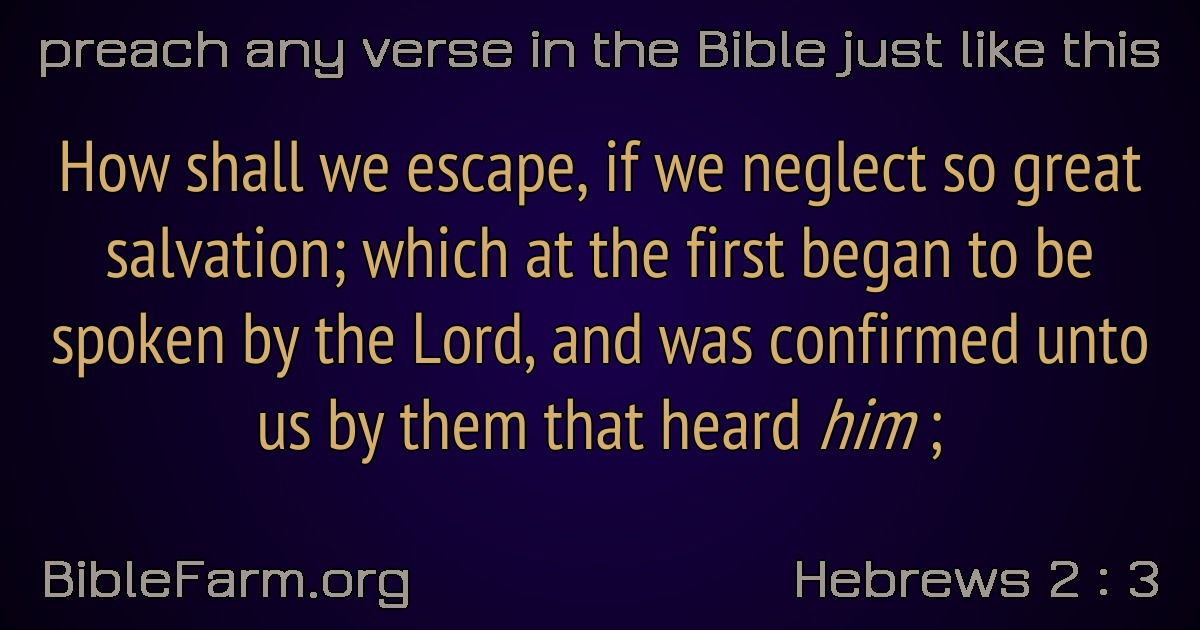 preach any verse in the Bible just like this
How shall we escape, if we neglect so great
salvation; which at the first began to be
spoken by the Lord, and was confirmed unto
us by them that heard him ;
BibleFarm.org
Hebrews 2 : 3